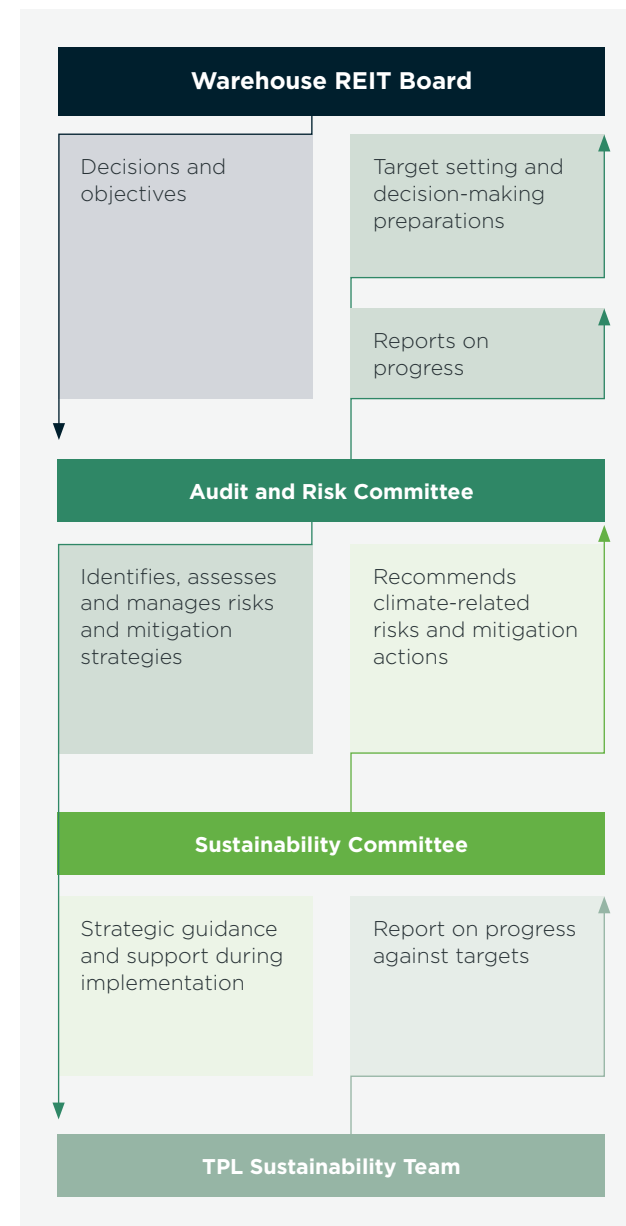 Warehouse REIT Board
Decisions and
objectives
Target setting and
decision-making
preparations
Reports on
progress
Audit and Risk Committee
Identifies, assesses
and manages risks
and mitigation
strategies
Recommends
climate-related
risks and mitigation
actions
Sustainability Committee
Strategic guidance
and support during
implementation
Report on progress
against targets
TPL Sustainability Team